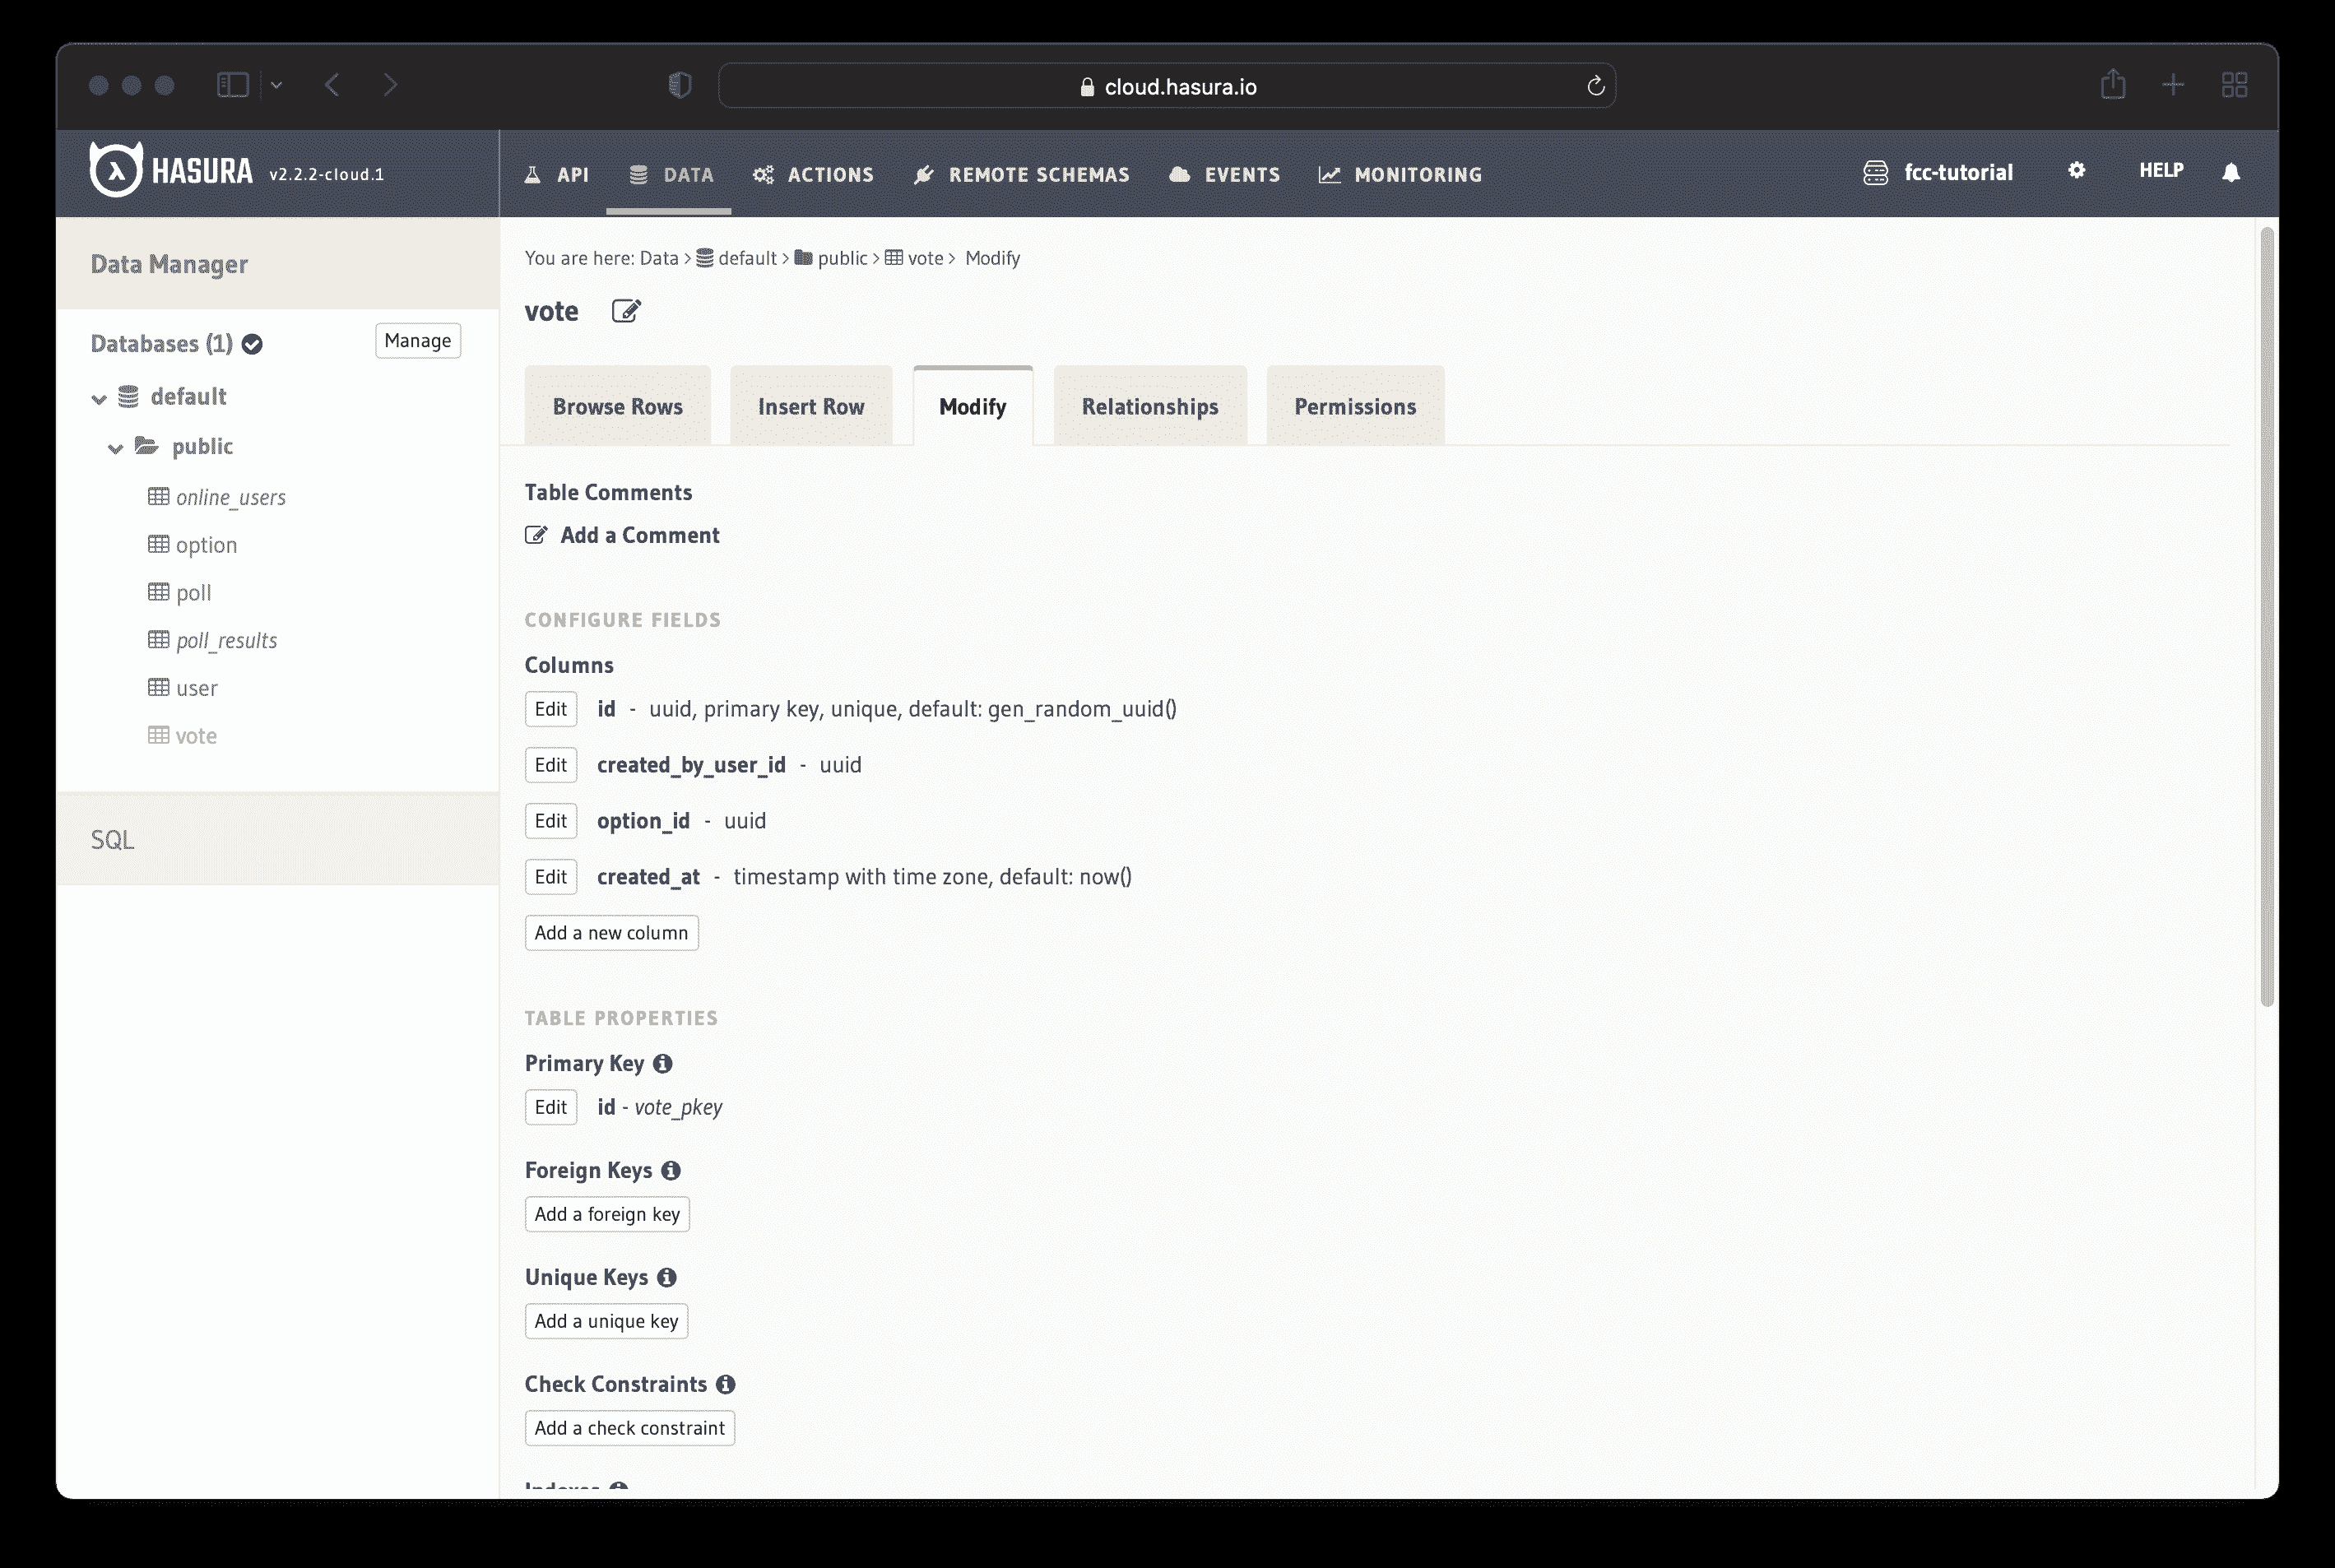 cloud.hasura.io
HASURA v2.2.2-cloud.1
API DATA ACTIONS REMOTE SCHEMAS EVENTS MONITORING
fcc-tutorial HELP
Data Manager
Databases (1) Manage
default
public
online_users
option
poll
poll_results
user
vote
SQL
You are here: Data > default > public > vote > Modify
vote
Browse Rows Insert Row Modify Relationships Permissions
Table Comments
Add a Comment
CONFIGURE FIELDS
Columns
Edit id - uuid, primary key, unique, default: gen_random_uuid()
Edit created_by_user_id - uuid
Edit option_id - uuid
Edit created_at - timestamp with time zone, default: now()
Add a new column
TABLE PROPERTIES
Primary Key
Edit id - vote_pkey
Foreign Keys
Add a foreign key
Unique Keys
Add a unique key
Check Constraints
Add a check constraint
Indexes